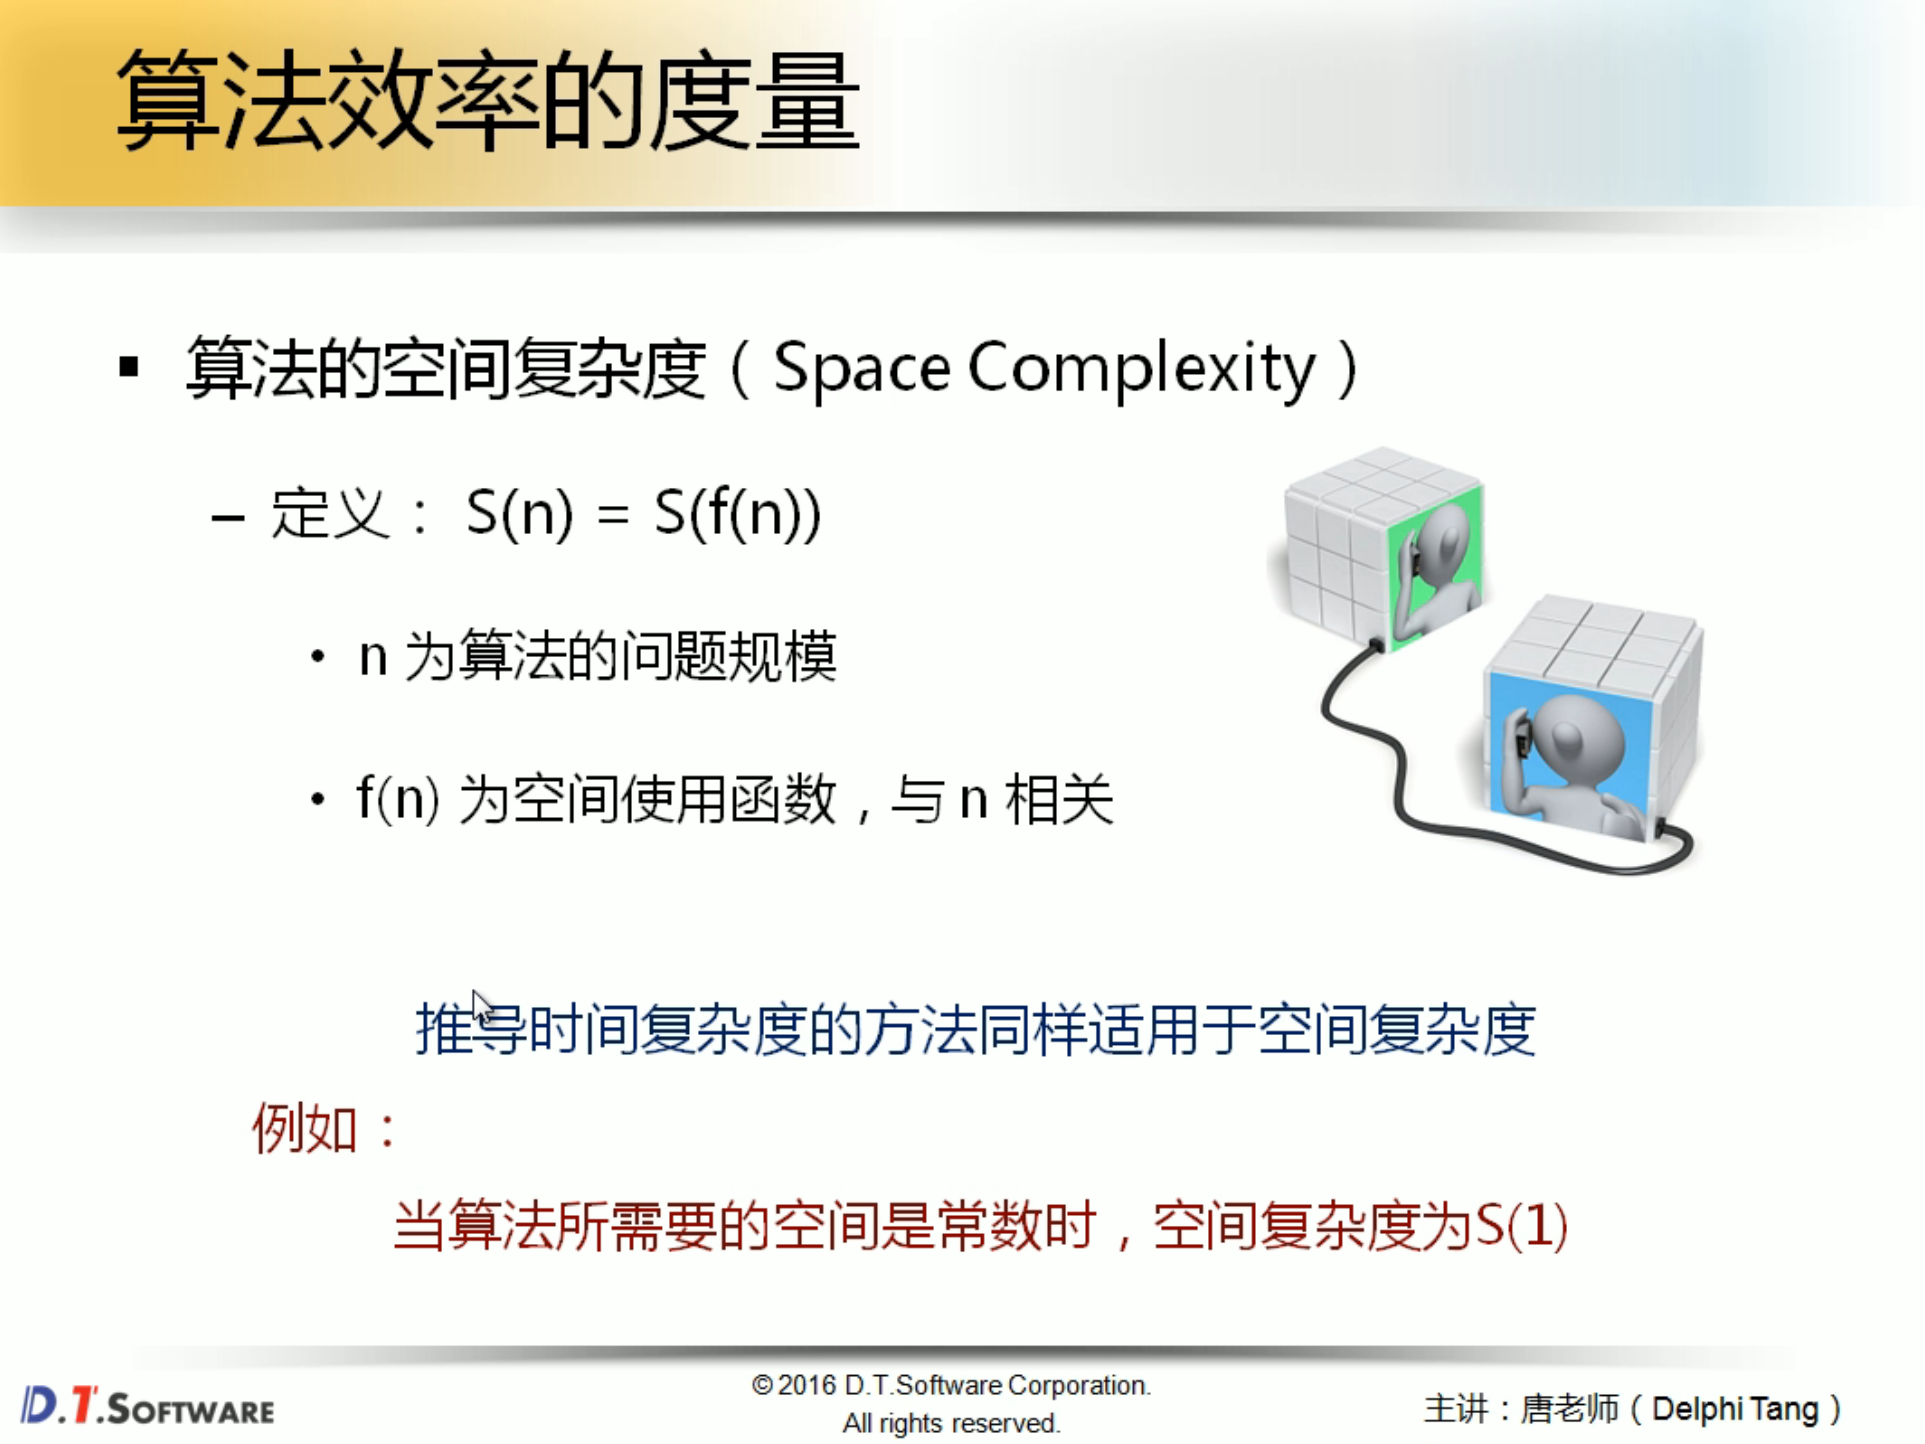 算法效率的度量
▪ 算法的空间复杂度（Space Complexity）
– 定义： S(n) = S(f(n))
• n 为算法的问题规模
• f(n) 为空间使用函数，与 n 相关
推导时间复杂度的方法同样适用于空间复杂度
例如：
当算法所需要的空间是常数时，空间复杂度为S(1)
D.T.SOFTWARE
© 2016 D.T.Software Corporation.
All rights reserved.
主讲：唐老师（Delphi Tang）